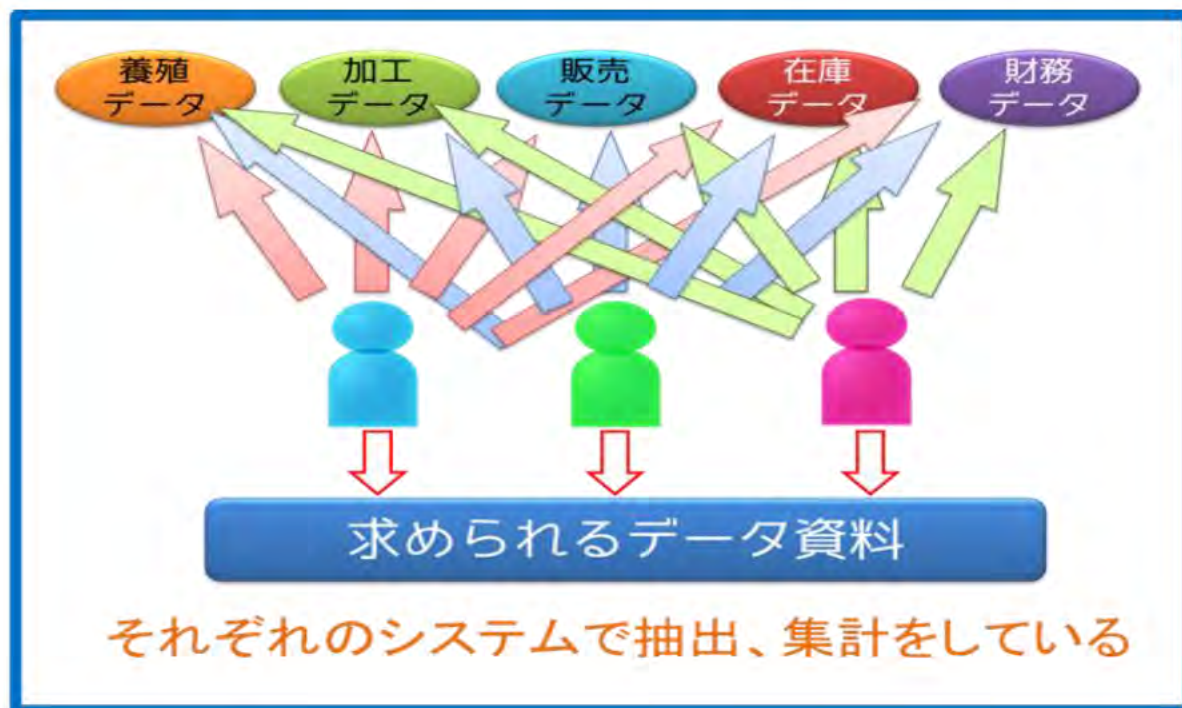 養殖
データ
加工
データ
販売
データ
在庫
データ
財務
データ
求められるデータ資料
それぞれのシステムで抽出、集計をしている